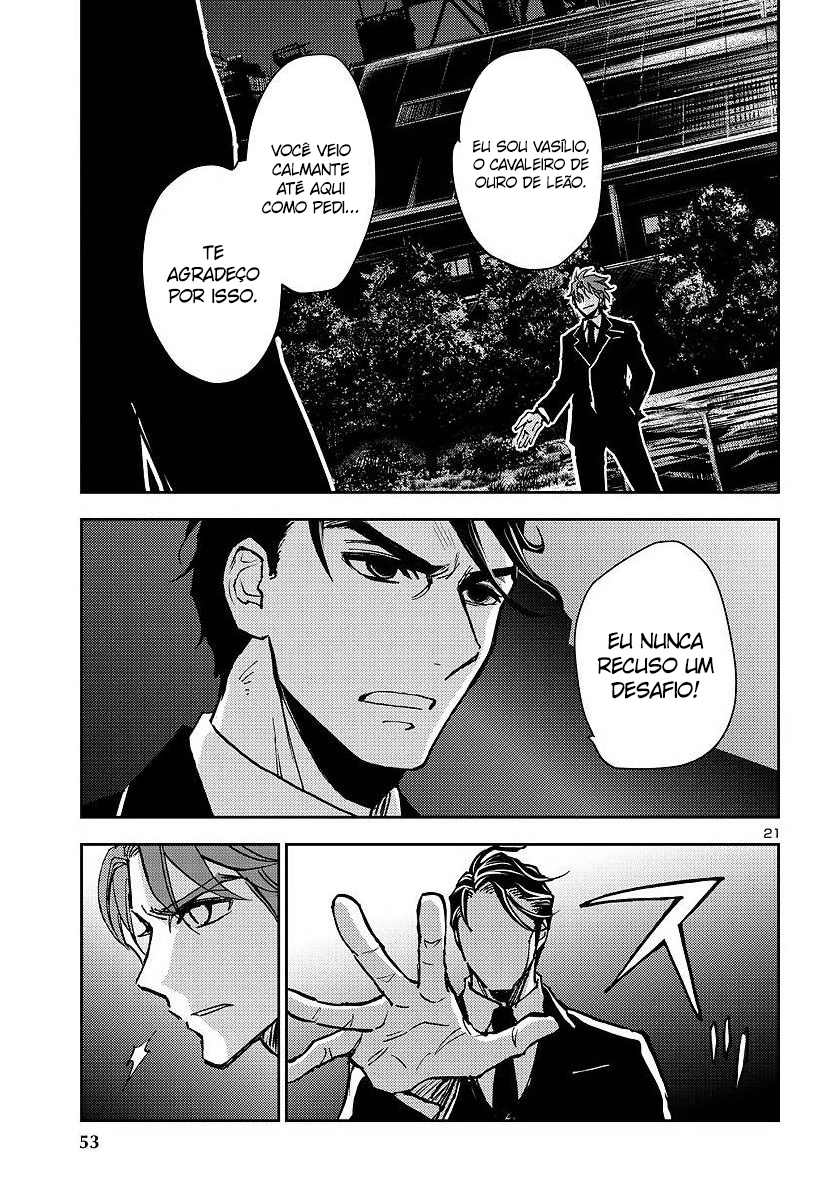 EU SOU VASÍLIO,
O CAVALEIRO DE
OURO DE LEÃO.
VOCÊ VEIO
CALMANTE
ATÉ AQUI
COMO PEDI...
TE
AGRADEÇO
POR ISSO.
EU NUNCA
RECUSO UM
DESAFIO!
21
ス
53